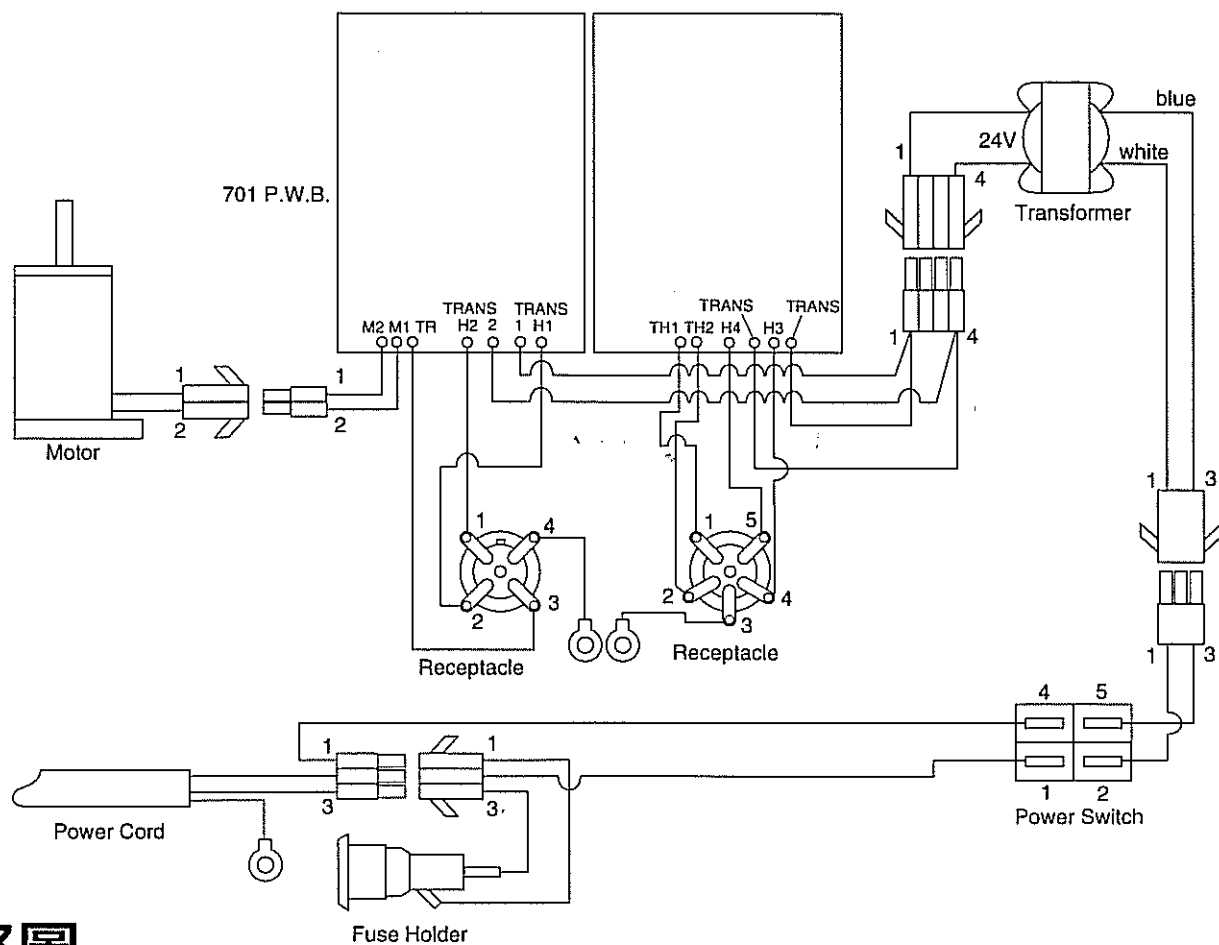 701 P.W.B.
M2 M1 TR
TRANS
H2 2
TRANS
1 H1
TH1 TH2 H4
TRANS
H3
TRANS
24V
blue
white
Transformer
1
4
1
4
Motor
1
2
1
2
1
4
2
3
Receptacle
1
5
2
4
3
Receptacle
1
3
1
3
4
5
1
2
Power Switch
1
3
1
3
Power Cord
Fuse Holder
圖